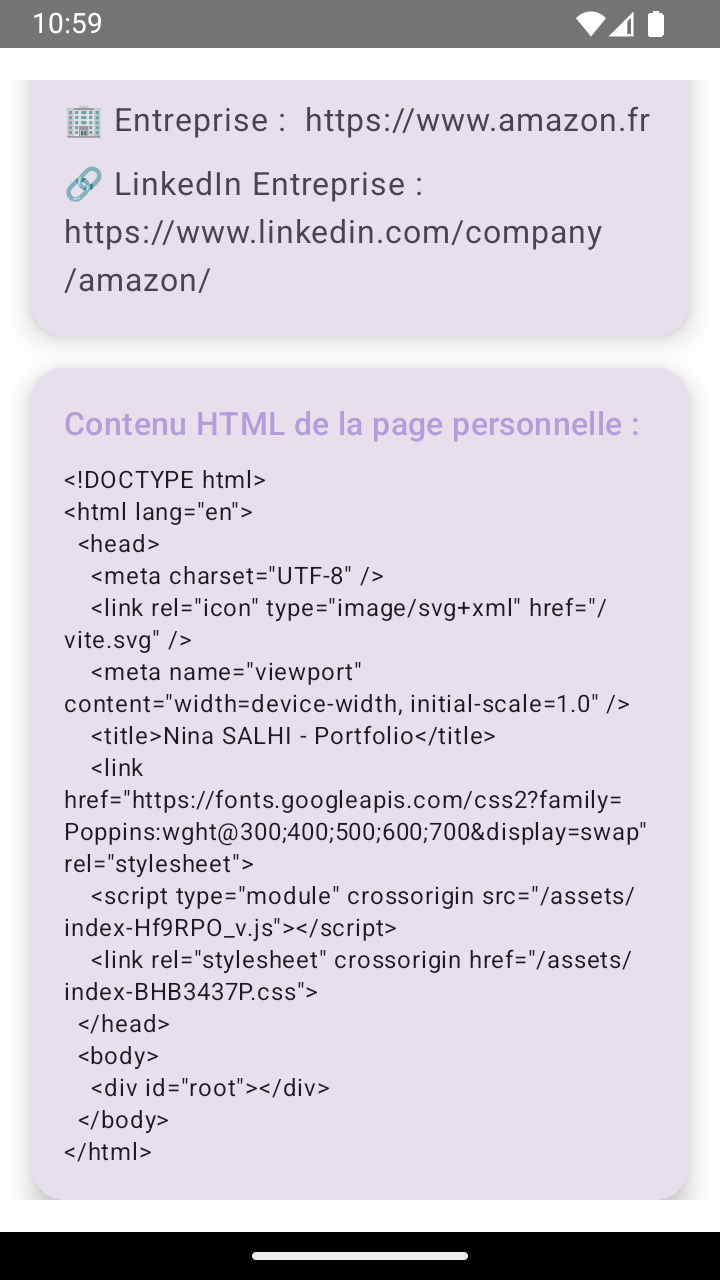 10:59
🏢 Entreprise : https://www.amazon.fr
🔗 LinkedIn Entreprise :
https://www.linkedin.com/company
/amazon/
Contenu HTML de la page personnelle :
<!DOCTYPE html>
<html lang="en">
  <head>
    <meta charset="UTF-8" />
    <link rel="icon" type="image/svg+xml" href="/
vite.svg" />
    <meta name="viewport"
content="width=device-width, initial-scale=1.0" />
    <title>Nina SALHI - Portfolio</title>
    <link
href="https://fonts.googleapis.com/css2?family=
Poppins:wght@300;400;500;600;700&display=swap"
rel="stylesheet">
    <script type="module" crossorigin src="/assets/
index-Hf9RPO_v.js"></script>
    <link rel="stylesheet" crossorigin href="/assets/
index-BHB3437P.css">
  </head>
  <body>
    <div id="root"></div>
  </body>
</html>